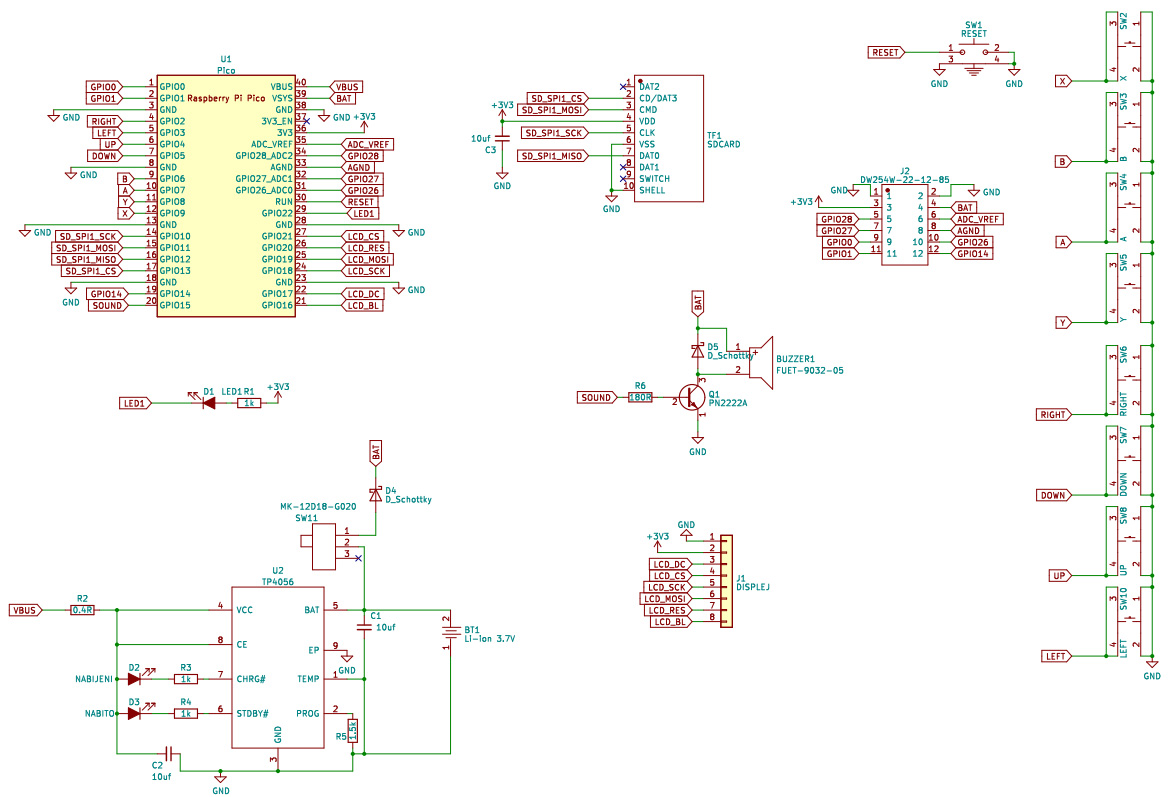 U1
Pico
Raspberry Pi Pico
GPIO0 1 GPIO0 VBUS 40 VBUS
GPIO1 2 GPIO1 VSYS 39 BAT
GND 3 GND GND 38 GND
RIGHT 4 GPIO2 3V3_EN 37
LEFT 5 GPIO3 3V3 36 +3V3
UP 6 GPIO4 ADC_VREF 35 ADC_VREF
DOWN 7 GPIO5 GPIO28_ADC2 34 GPIO28
GND 8 GND AGND 33 AGND
B 9 GPIO6 GPIO27_ADC1 32 GPIO27
A 10 GPIO7 GPIO26_ADC0 31 GPIO26
Y 11 GPIO8 RUN 30 RESET
X 12 GPIO9 GPIO22 29 LED1
GND 13 GND GND 28 GND
SD_SPI1_SCK 14 GPIO10 GPIO21 27 LCD_CS
SD_SPI1_MOSI 15 GPIO11 GPIO20 26 LCD_RES
SD_SPI1_MISO 16 GPIO12 GPIO19 25 LCD_MOSI
SD_SPI1_CS 17 GPIO13 GPIO18 24 LCD_SCK
GND 18 GND GND 23 GND
GPIO14 19 GPIO14 GPIO17 22 LCD_DC
SOUND 20 GPIO15 GPIO16 21 LCD_BL
1 DAT2
SD_SPI1_CS 2 CD/DAT3
SD_SPI1_MOSI 3 CMD
+3V3 4 VDD
SD_SPI1_SCK 5 CLK
6 VSS
SD_SPI1_MISO 7 DAT0
8 DAT1
9 SWITCH
10 SHELL
10uf
C3
GND
GND
TF1
SDCARD
SW1
RESET
RESET 1 2
3 4
GND GND
J2
DW254W-22-12-85
GND 1 1 2 2 GND
+3V3 3 3 4 4 BAT
GPIO28 5 5 6 6 ADC_VREF
GPIO27 7 7 8 8 AGND
GPIO0 9 9 10 10 GPIO26
GPIO1 11 11 12 12 GPIO14
3 SW2 1
X 4 X 2
3 SW3 1
B 4 B 2
3 SW4 1
A 4 A 2
3 SW5 1
Y 4 Y 2
3 SW6 1
RIGHT 4 RIGHT 2
3 SW7 1
DOWN 4 DOWN 2
3 SW8 1
UP 4 UP 2
3 SW10 1
LEFT 4 LEFT 2
GND
BAT
D5
D_Schottky
1 +
2
BUZZER1
FUET-9032-05
SOUND
R6
180R
2
3
1
Q1
PN2222A
GND
LED1
D1 LED1
R1
1k
+3V3
BAT
D4
D_Schottky
MK-12D18-G020
SW11
1
2
3
U2
TP4056
VBUS
R2
0.4R
4 VCC BAT 5
8 CE EP 9
7 CHRG# TEMP 1
6 STDBY# PROG 2
GND
3
D2
NABIJENI
R3
1k
D3
NABITO
R4
1k
C2
10uf
GND
GND
R5
1.5k
C1
10uf
2
1
BT1
Li-ion 3.7V
GND 1
+3V3 2
LCD_DC 3
LCD_CS 4
LCD_SCK 5
LCD_MOSI 6
LCD_RES 7
LCD_BL 8
J1
DISPLEJ